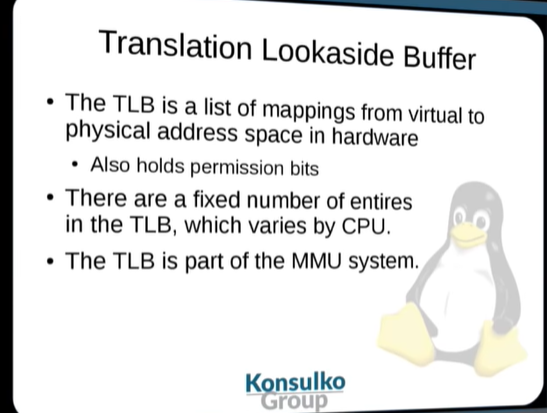 Translation Lookaside Buffer
• The TLB is a list of mappings from virtual to
physical address space in hardware
• Also holds permission bits
• There are a fixed number of entires
in the TLB, which varies by CPU.
• The TLB is part of the MMU system.
Konsulko
Group